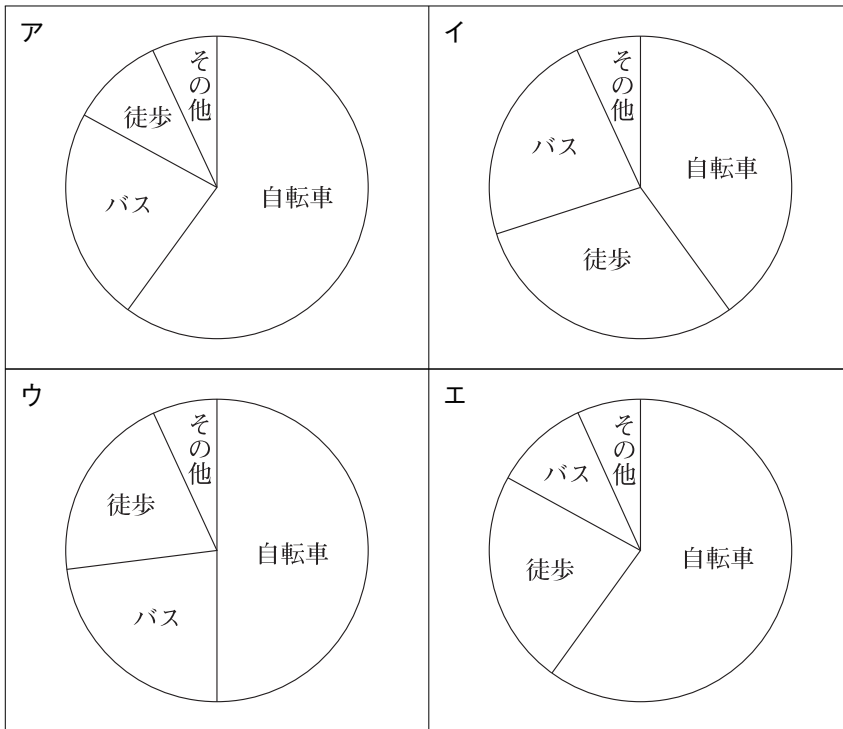 ア
その他
徒歩
バス
自転車
イ
その他
バス
自転車
徒歩
ウ
その他
徒歩
自転車
バス
エ
その他
バス
徒歩
自転車